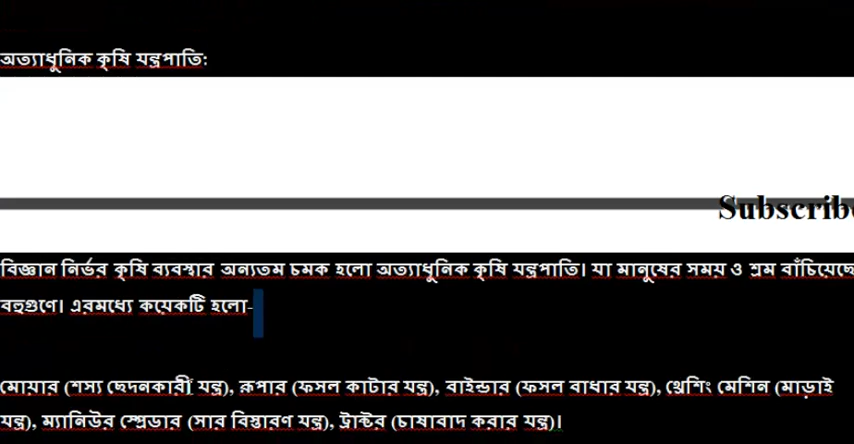 অত্যাধুনিক কৃষি যন্ত্রপাতি:
Subscribe
বিজ্ঞান নির্ভর কৃষি ব্যবস্থার অন্যতম চমক হলো অত্যাধুনিক কৃষি যন্ত্রপাতি। যা মানুষের সময় ও শ্রম বাঁচিয়েছে
বহুগুণে। এরমধ্যে কয়েকটি হলো-
মোয়ার (শস্য ছেদনকারী যন্ত্র), রূপার (ফসল কাটার যন্ত্র), বাইন্ডার (ফসল বাধার যন্ত্র), থ্রেশিং মেশিন (মাড়াই
যন্ত্র), ম্যানিউর স্প্রেডার (সার বিস্তারণ যন্ত্র), ট্রাক্টর (চাষাবাদ করার যন্ত্র)।